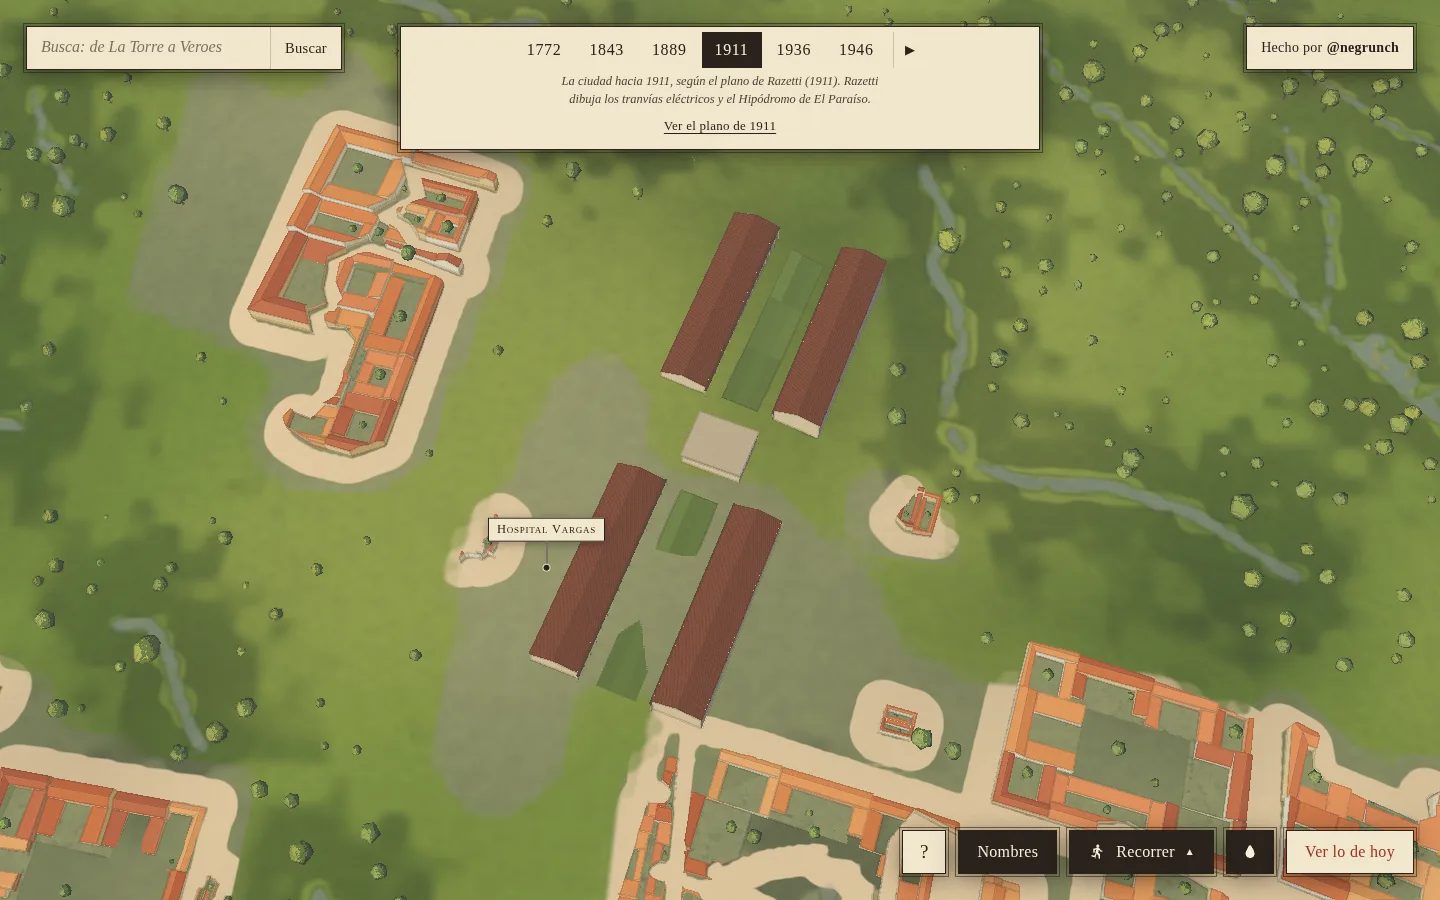 Busca: de La Torre a Veroes
Buscar
1772 1843 1889 1911 1936 1946
La ciudad hacia 1911, según el plano de Razetti (1911). Razetti
dibuja los tranvías eléctricos y el Hipódromo de El Paraíso.
Ver el plano de 1911
Hecho por @negrunch
Hospital Vargas
?
Nombres
Recorrer
Ver lo de hoy